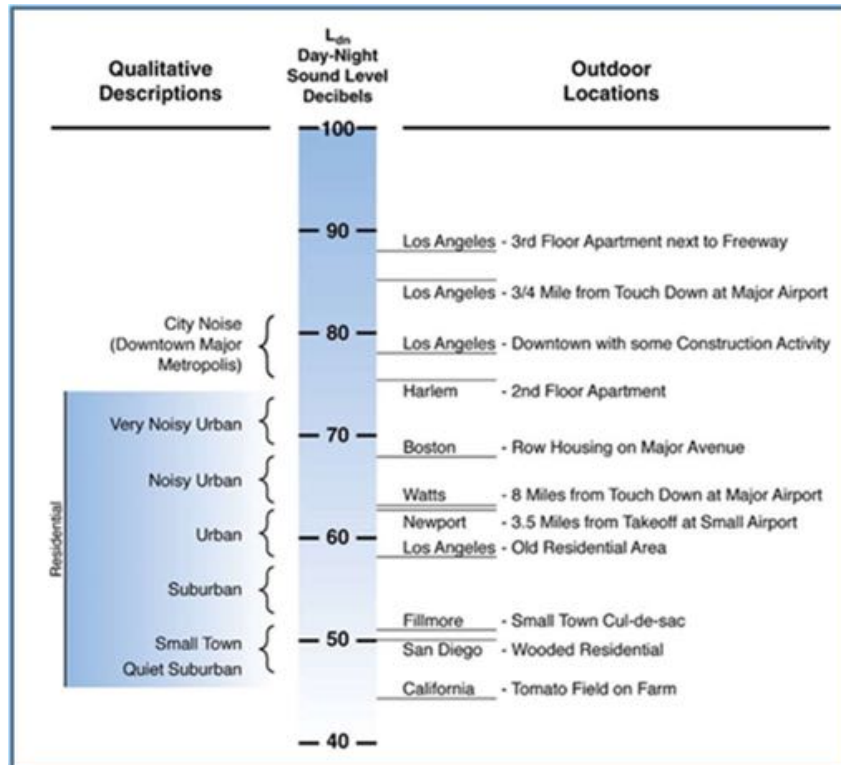 Qualitative
Descriptions
Ldn
Day-Night
Sound Level
Decibels
Outdoor
Locations
100
90
80
70
60
50
40
City Noise
(Downtown Major
Metropolis)
Very Noisy Urban
Noisy Urban
Urban
Suburban
Small Town
Quiet Suburban
Residential
Los Angeles - 3rd Floor Apartment next to Freeway
Los Angeles - 3/4 Mile from Touch Down at Major Airport
Los Angeles - Downtown with some Construction Activity
Harlem - 2nd Floor Apartment
Boston - Row Housing on Major Avenue
Watts - 8 Miles from Touch Down at Major Airport
Newport - 3.5 Miles from Takeoff at Small Airport
Los Angeles - Old Residential Area
Fillmore - Small Town Cul-de-sac
San Diego - Wooded Residential
California - Tomato Field on Farm